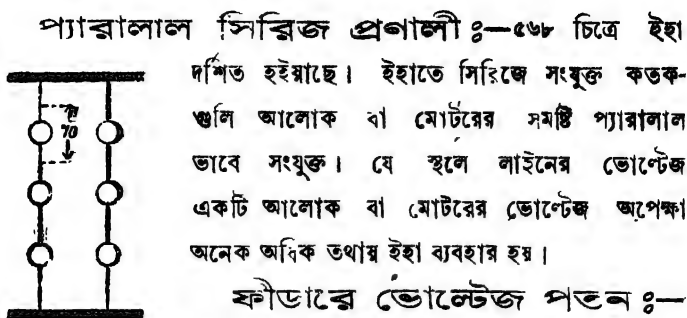 প্যারালাল সিরিজ প্রণালী :—৫৬৮ চিত্রে ইহা
দর্শিত হইয়াছে। ইহাতে সিরিজে সংযুক্ত কতক-
গুলি আলোক বা মোটরের সমষ্টি প্যারালাল
ভাবে সংযুক্ত। যে স্থলে লাইনের ভোল্টেজ
একটি আলোক বা মোটরের ভোল্টেজ অপেক্ষা
অনেক অধিক তথায় ইহা ব্যবহার হয়।
ফীডারে ভোল্টেজ পতন :—